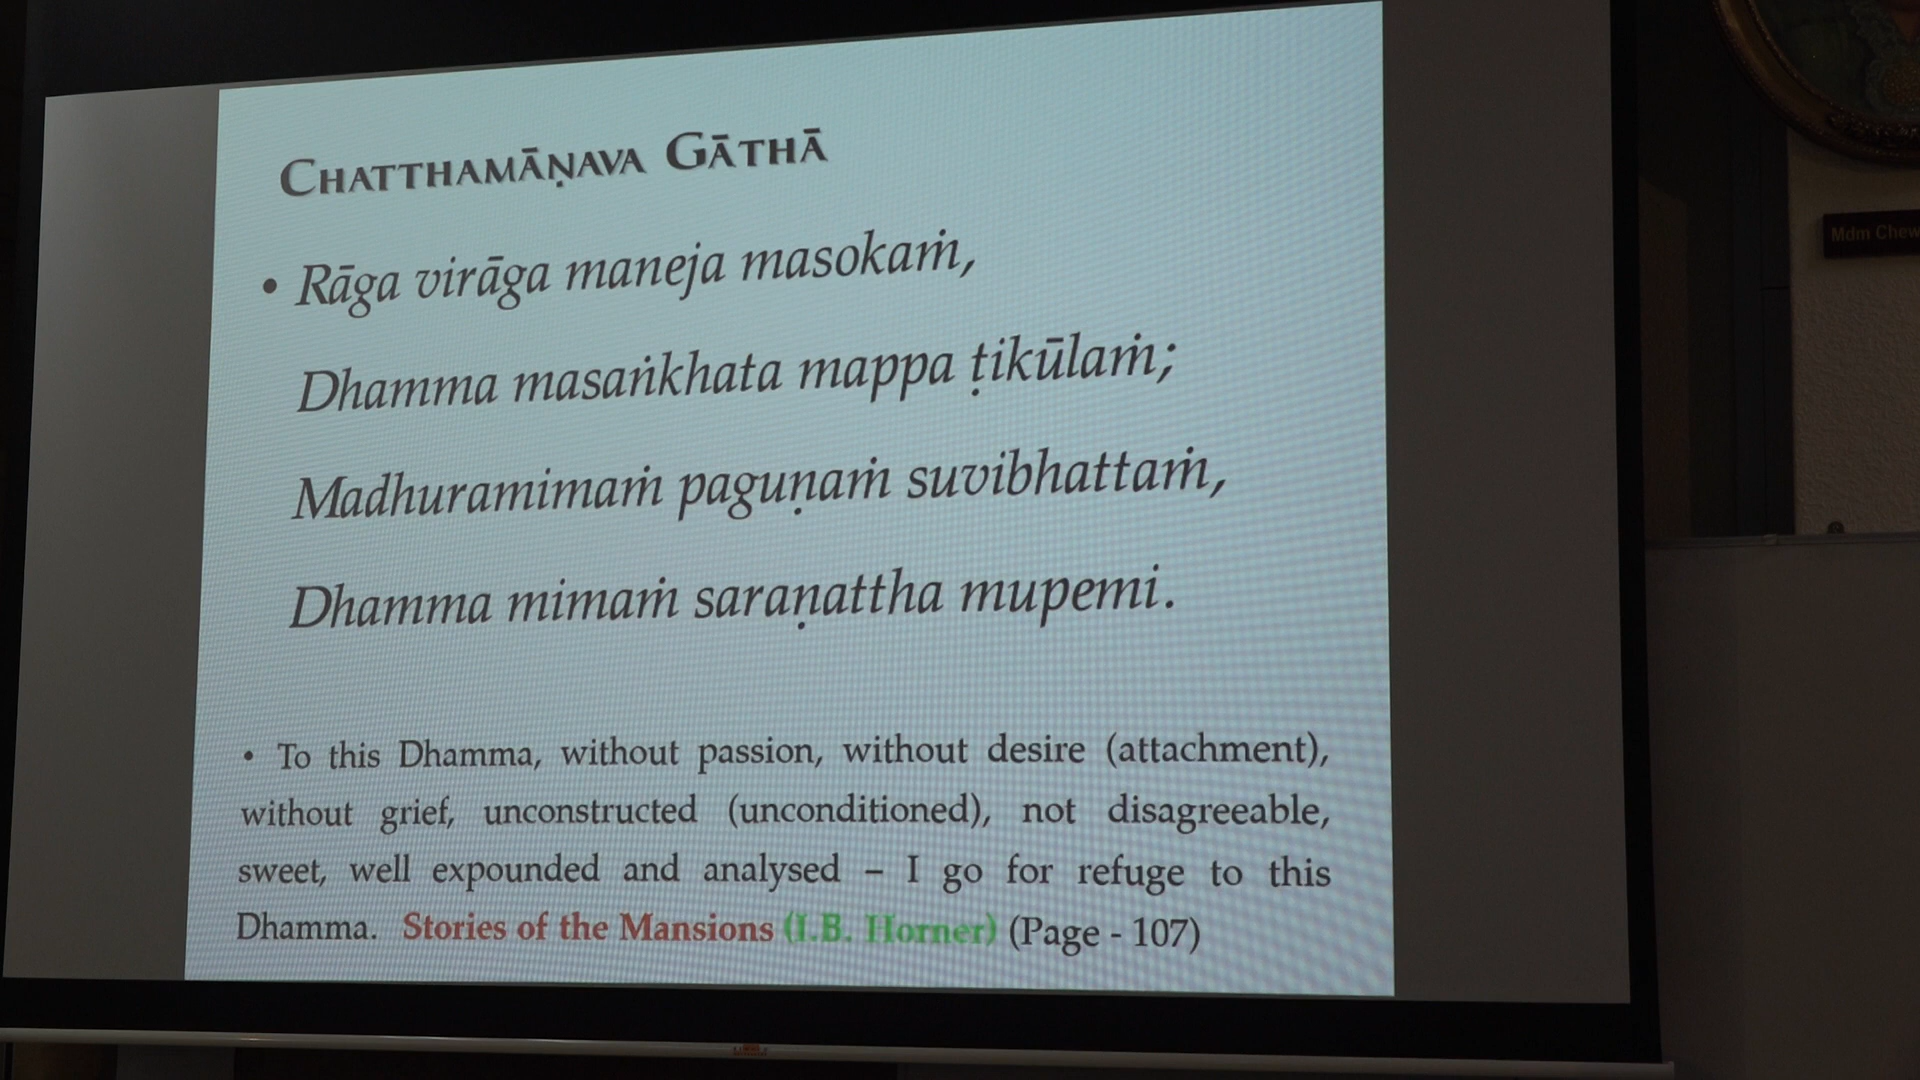 CHATTHAMĀṆAVA GĀTHĀ
• Rāga virāga maneja masokaṁ,
Dhamma masaṅkhata mappa ṭikūlaṁ;
Madhuramimaṁ paguṇaṁ suvibhattaṁ,
Dhamma mimaṁ saraṇattha mupemi.
• To this Dhamma, without passion, without desire (attachment),
without grief, unconstructed (unconditioned), not disagreeable,
sweet, well expounded and analysed – I go for refuge to this
Dhamma. Stories of the Mansions (I.B. Horner) (Page - 107)
Mdm Chew